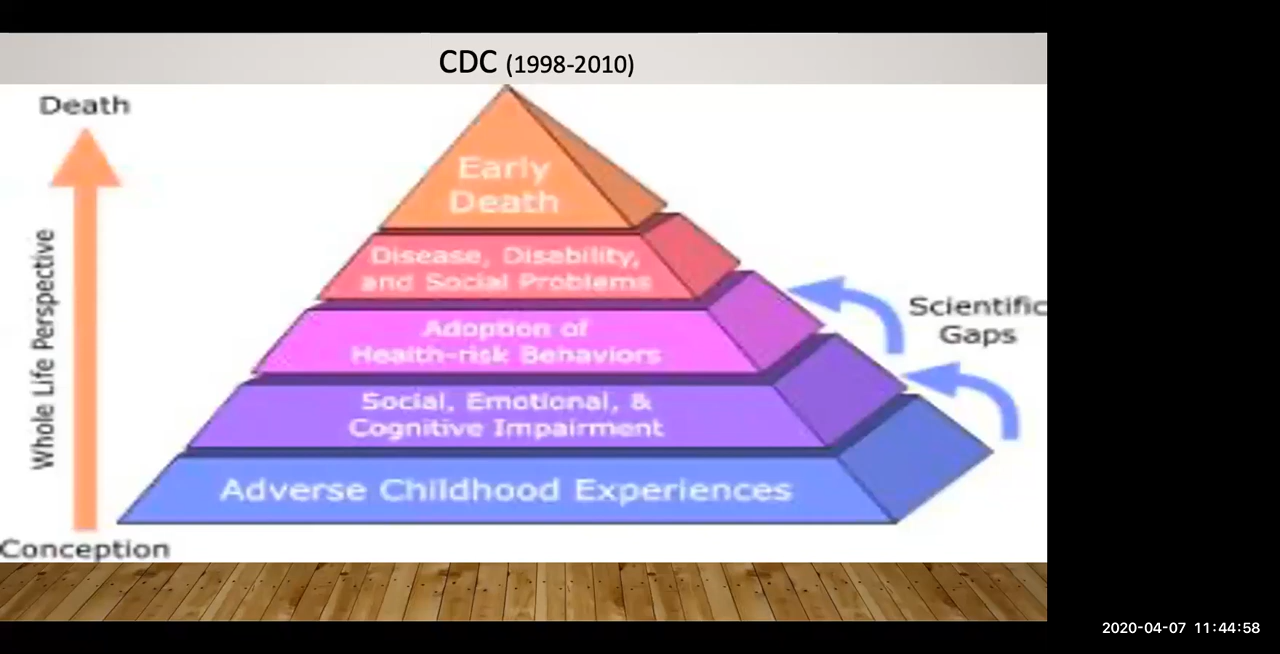 CDC (1998-2010)
Death
Whole Life Perspective
Conception
Early
Death
Disease, Disability,
and Social Problems
Adoption of
Health-risk Behaviors
Social, Emotional, &
Cognitive Impairment
Adverse Childhood Experiences
Scientific
Gaps
2020-04-07 11:44:58